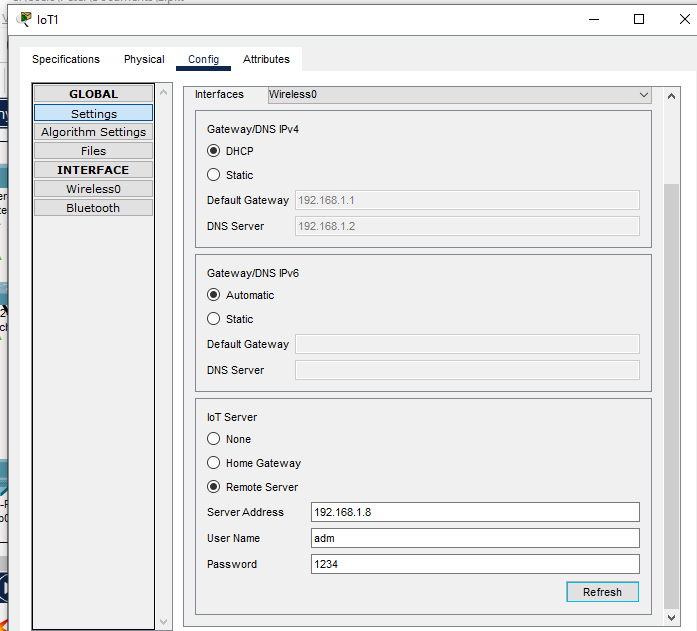 IoT1
Specifications Physical Config Attributes
GLOBAL
Settings
Algorithm Settings
Files
INTERFACE
Wireless0
Bluetooth
Interfaces Wireless0
Gateway/DNS IPv4
DHCP
Static
Default Gateway 192.168.1.1
DNS Server 192.168.1.2
Gateway/DNS IPv6
Automatic
Static
Default Gateway
DNS Server
IoT Server
None
Home Gateway
Remote Server
Server Address 192.168.1.8
User Name adm
Password 1234
Refresh